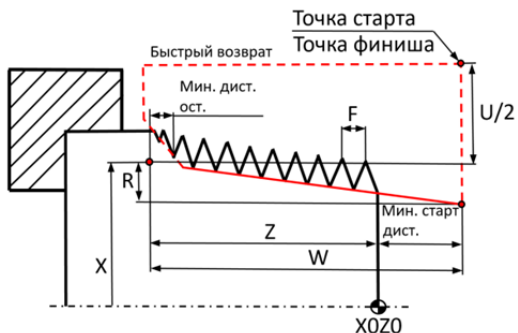 Точка старта
Точка финиша
Быстрый возврат
Мин. дист.
ост.
F
U/2
R
Мин. старт
дист.
Z
X
W
X0Z0